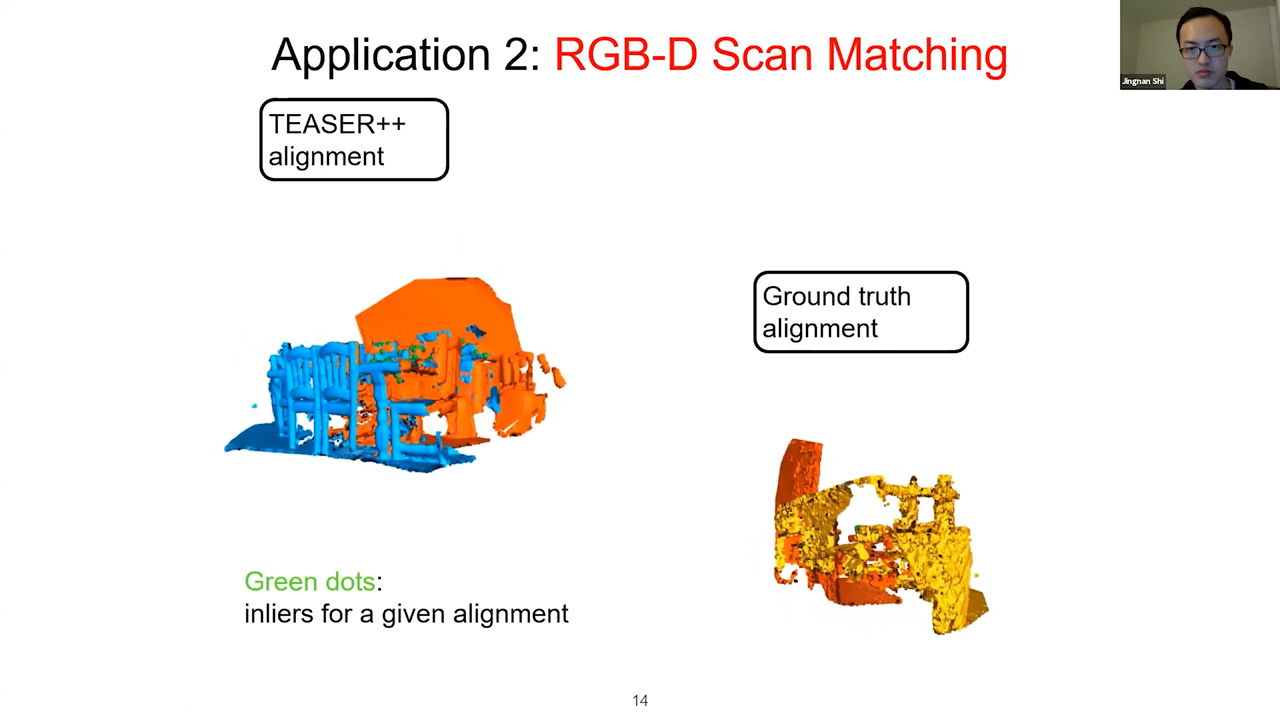 Application 2: RGB-D Scan Matching
Jingnan Shi
TEASER++
alignment
Ground truth
alignment
Green dots:
inliers for a given alignment
14